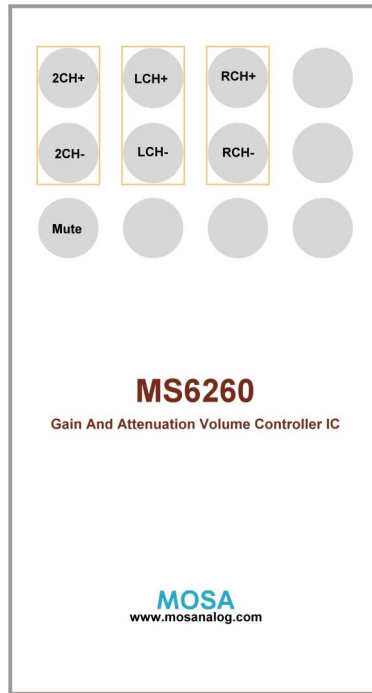 2CH+ LCH+ RCH+
2CH- LCH- RCH-
Mute
MS6260
Gain And Attenuation Volume Controller IC
MOSA
www.mosanalog.com